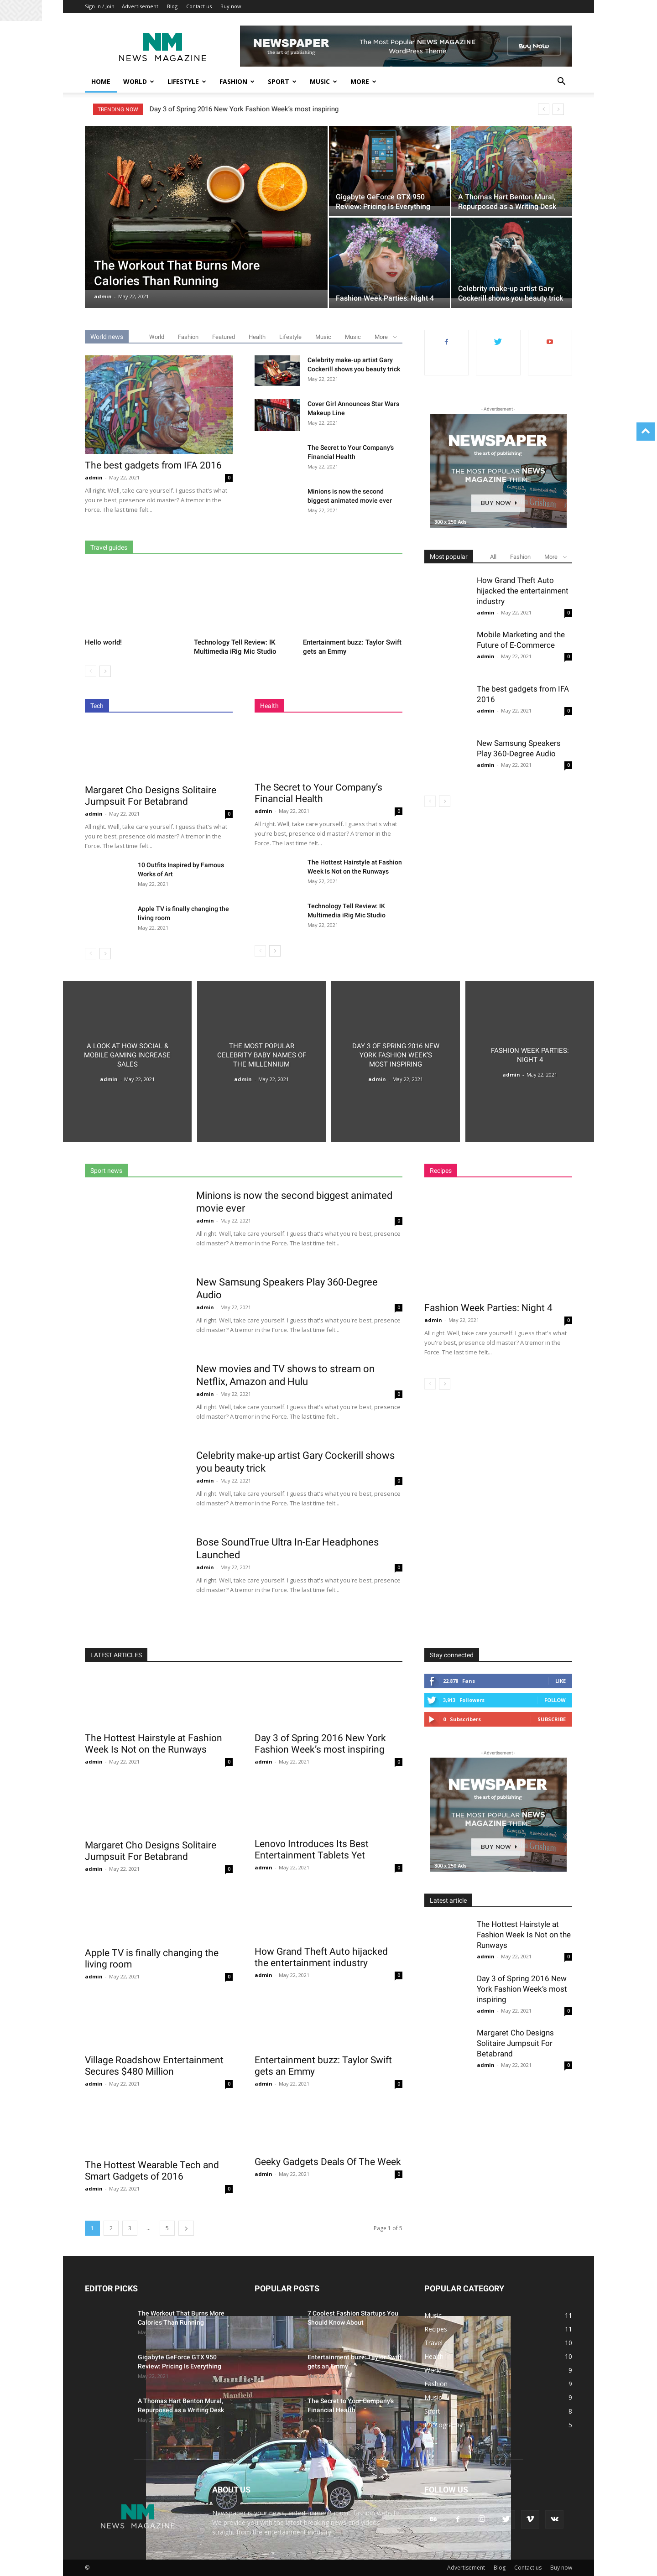 Sign in / Join Advertisement Blog Contact us Buy now
NM
NEWS MAGAZINE
NEWSPAPER
the art of publishing
The Most Popular NEWS MAGAZINE
WordPress Theme
Buy Now
HOME WORLD LIFESTYLE FASHION SPORT MUSIC MORE
TRENDING NOW Day 3 of Spring 2016 New York Fashion Week's most inspiring
The Workout That Burns More
Calories Than Running
admin - May 22, 2021
Gigabyte GeForce GTX 950
Review: Pricing Is Everything
A Thomas Hart Benton Mural,
Repurposed as a Writing Desk
Fashion Week Parties: Night 4
Celebrity make-up artist Gary
Cockerill shows you beauty trick
World news World Fashion Featured Health Lifestyle Music Music More
The best gadgets from IFA 2016
admin - May 22, 2021 0
All right. Well, take care yourself. I guess that's what
you're best, presence old master? A tremor in the
Force. The last time felt...
Celebrity make-up artist Gary
Cockerill shows you beauty trick
May 22, 2021
Cover Girl Announces Star Wars
Makeup Line
May 22, 2021
The Secret to Your Company's
Financial Health
May 22, 2021
Minions is now the second
biggest animated movie ever
May 22, 2021
- Advertisement -
NEWSPAPER
the art of publishing
THE MOST POPULAR NEWS
MAGAZINE THEME
BUY NOW
300 x 250 Ads
Travel guides
Hello world!
Technology Tell Review: IK
Multimedia iRig Mic Studio
Entertainment buzz: Taylor Swift
gets an Emmy
Most popular All Fashion More
How Grand Theft Auto
hijacked the entertainment
industry
admin - May 22, 2021 0
Mobile Marketing and the
Future of E-Commerce
admin - May 22, 2021 0
The best gadgets from IFA
2016
admin - May 22, 2021 0
New Samsung Speakers
Play 360-Degree Audio
admin - May 22, 2021 0
Tech
Margaret Cho Designs Solitaire
Jumpsuit For Betabrand
admin - May 22, 2021 0
All right. Well, take care yourself. I guess that's what
you're best, presence old master? A tremor in the
Force. The last time felt...
10 Outfits Inspired by Famous
Works of Art
May 22, 2021
Apple TV is finally changing the
living room
May 22, 2021
Health
The Secret to Your Company's
Financial Health
admin - May 22, 2021 0
All right. Well, take care yourself. I guess that's what
you're best, presence old master? A tremor in the
Force. The last time felt...
The Hottest Hairstyle at Fashion
Week Is Not on the Runways
May 22, 2021
Technology Tell Review: IK
Multimedia iRig Mic Studio
May 22, 2021
A LOOK AT HOW SOCIAL &
MOBILE GAMING INCREASE
SALES
admin - May 22, 2021
THE MOST POPULAR
CELEBRITY BABY NAMES OF
THE MILLENNIUM
admin - May 22, 2021
DAY 3 OF SPRING 2016 NEW
YORK FASHION WEEK'S
MOST INSPIRING
admin - May 22, 2021
FASHION WEEK PARTIES:
NIGHT 4
admin - May 22, 2021
Sport news
Minions is now the second biggest animated
movie ever
admin - May 22, 2021 0
All right. Well, take care yourself. I guess that's what you're best, presence
old master? A tremor in the Force. The last time felt...
New Samsung Speakers Play 360-Degree
Audio
admin - May 22, 2021 0
All right. Well, take care yourself. I guess that's what you're best, presence
old master? A tremor in the Force. The last time felt...
New movies and TV shows to stream on
Netflix, Amazon and Hulu
admin - May 22, 2021 0
All right. Well, take care yourself. I guess that's what you're best, presence
old master? A tremor in the Force. The last time felt...
Celebrity make-up artist Gary Cockerill shows
you beauty trick
admin - May 22, 2021 0
All right. Well, take care yourself. I guess that's what you're best, presence
old master? A tremor in the Force. The last time felt...
Bose SoundTrue Ultra In-Ear Headphones
Launched
admin - May 22, 2021 0
All right. Well, take care yourself. I guess that's what you're best, presence
old master? A tremor in the Force. The last time felt...
Recipes
Fashion Week Parties: Night 4
admin - May 22, 2021 0
All right. Well, take care yourself. I guess that's what
you're best, presence old master? A tremor in the
Force. The last time felt...
LATEST ARTICLES
The Hottest Hairstyle at Fashion
Week Is Not on the Runways
admin - May 22, 2021 0
Day 3 of Spring 2016 New York
Fashion Week's most inspiring
admin - May 22, 2021 0
Margaret Cho Designs Solitaire
Jumpsuit For Betabrand
admin - May 22, 2021 0
Lenovo Introduces Its Best
Entertainment Tablets Yet
admin - May 22, 2021 0
Apple TV is finally changing the
living room
admin - May 22, 2021 0
How Grand Theft Auto hijacked
the entertainment industry
admin - May 22, 2021 0
Village Roadshow Entertainment
Secures $480 Million
admin - May 22, 2021 0
Entertainment buzz: Taylor Swift
gets an Emmy
admin - May 22, 2021 0
The Hottest Wearable Tech and
Smart Gadgets of 2016
admin - May 22, 2021 0
Geeky Gadgets Deals Of The Week
admin - May 22, 2021 0
1 2 3 ... 5 Page 1 of 5
Stay connected
22,878 Fans LIKE
3,913 Followers FOLLOW
0 Subscribers SUBSCRIBE
- Advertisement -
NEWSPAPER
the art of publishing
THE MOST POPULAR NEWS
MAGAZINE THEME
BUY NOW
300 x 250 Ads
Latest article
The Hottest Hairstyle at
Fashion Week Is Not on the
Runways
admin - May 22, 2021 0
Day 3 of Spring 2016 New
York Fashion Week's most
inspiring
admin - May 22, 2021 0
Margaret Cho Designs
Solitaire Jumpsuit For
Betabrand
admin - May 22, 2021 0
EDITOR PICKS
The Workout That Burns More
Calories Than Running
Gigabyte GeForce GTX 950
Review: Pricing Is Everything
May 22, 2021
A Thomas Hart Benton Mural,
Repurposed as a Writing Desk
POPULAR POSTS
7 Coolest Fashion Startups You
Should Know About
Entertainment buzz: Taylor Swift
gets an Emmy
The Secret to Your Company's
Financial Health
POPULAR CATEGORY
Music 11
Recipes 11
Travel 10
Health 10
World 9
Fashion 9
Music 9
Sport 8
5
Manfield
Manfield
NM
NEWS MAGAZINE
ABOUT US
Newspaper is your news, entertainment, music fashion website.
We provide you with the latest breaking news and videos
straight from the entertainment industry.
FOLLOW US
©
Advertisement Blog Contact us Buy now